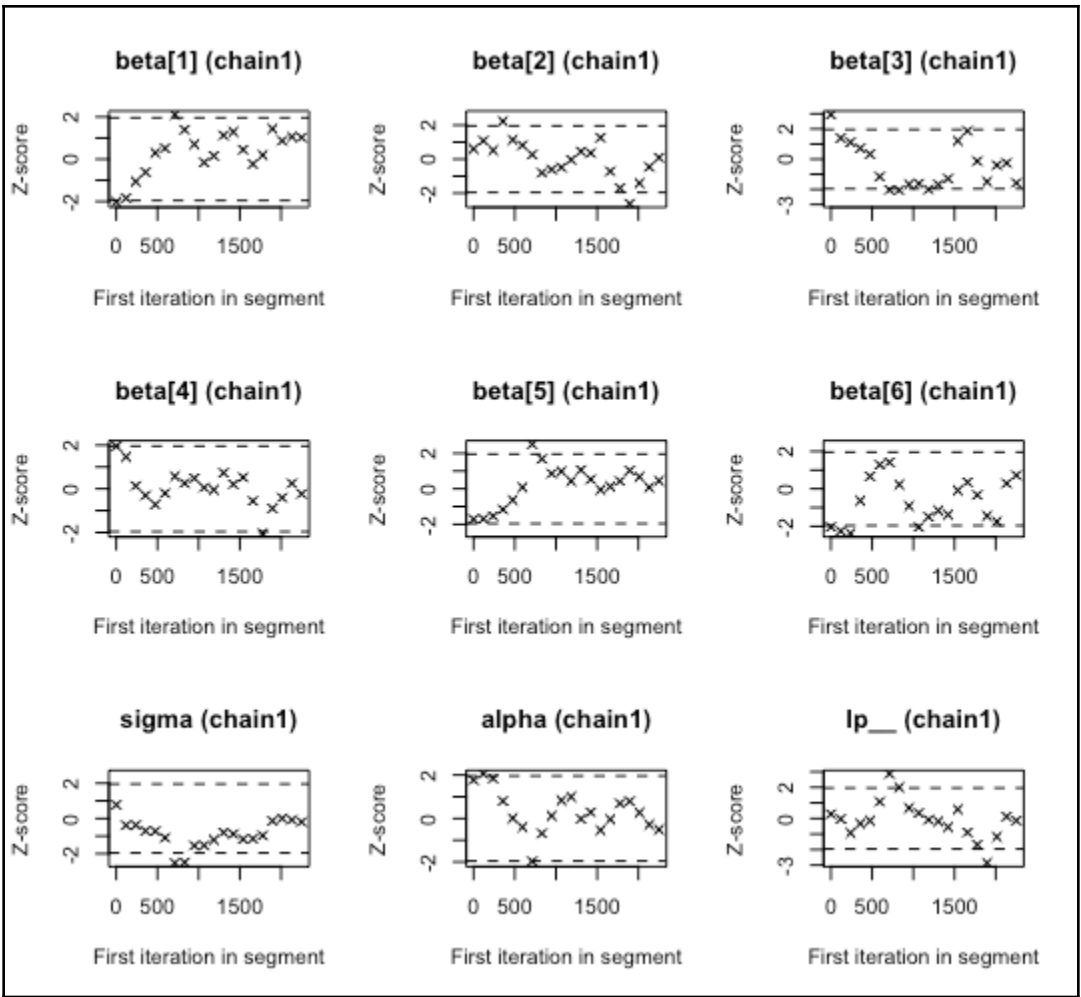 beta[1] (chain1)
beta[2] (chain1)
beta[3] (chain1)
Z-score
2
0
-2
0 500 1500
First iteration in segment
Z-score
2
0
-2
0 500 1500
First iteration in segment
Z-score
2
0
-3
0 500 1500
First iteration in segment
beta[4] (chain1)
beta[5] (chain1)
beta[6] (chain1)
Z-score
2
0
-2
0 500 1500
First iteration in segment
Z-score
2
0
-2
0 500 1500
First iteration in segment
Z-score
2
0
-2
0 500 1500
First iteration in segment
sigma (chain1)
alpha (chain1)
lp__ (chain1)
Z-score
2
0
-2
0 500 1500
First iteration in segment
Z-score
2
0
-2
0 500 1500
First iteration in segment
Z-score
2
0
-3
0 500 1500
First iteration in segment